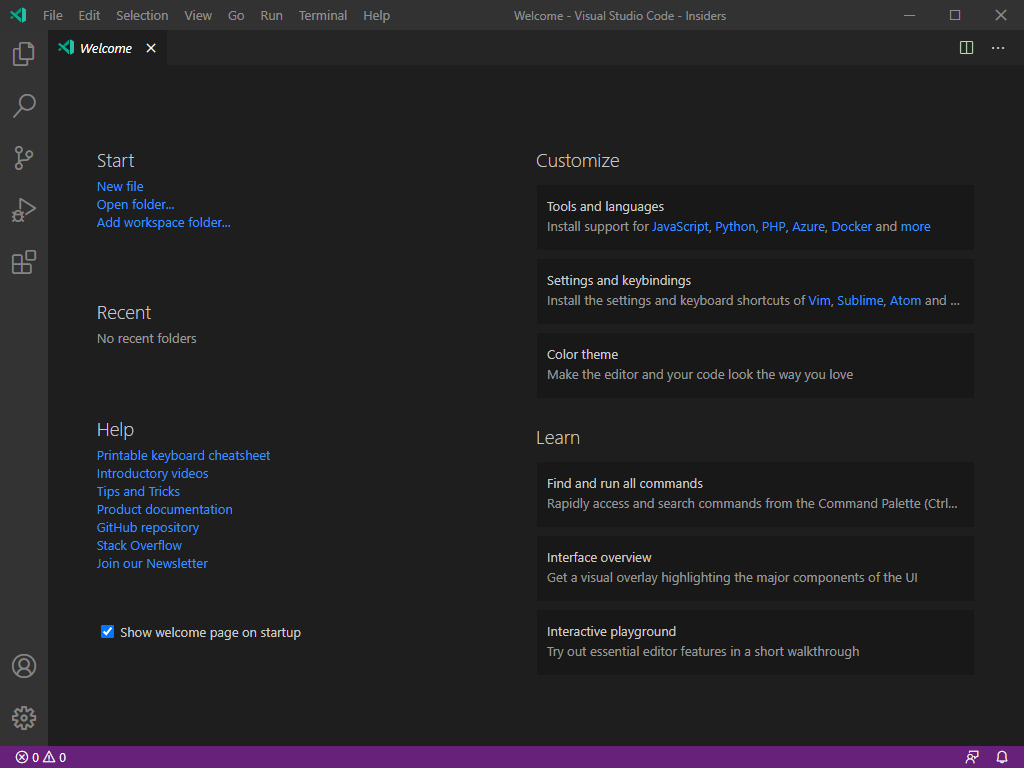 File Edit Selection View Go Run Terminal Help Welcome - Visual Studio Code - Insiders
Welcome
Start
New file
Open folder...
Add workspace folder...
Recent
No recent folders
Help
Printable keyboard cheatsheet
Introductory videos
Tips and Tricks
Product documentation
GitHub repository
Stack Overflow
Join our Newsletter
Show welcome page on startup
Customize
Tools and languages
Install support for JavaScript, Python, PHP, Azure, Docker and more
Settings and keybindings
Install the settings and keyboard shortcuts of Vim, Sublime, Atom and ...
Color theme
Make the editor and your code look the way you love
Learn
Find and run all commands
Rapidly access and search commands from the Command Palette (Ctrl...
Interface overview
Get a visual overlay highlighting the major components of the UI
Interactive playground
Try out essential editor features in a short walkthrough
0 0